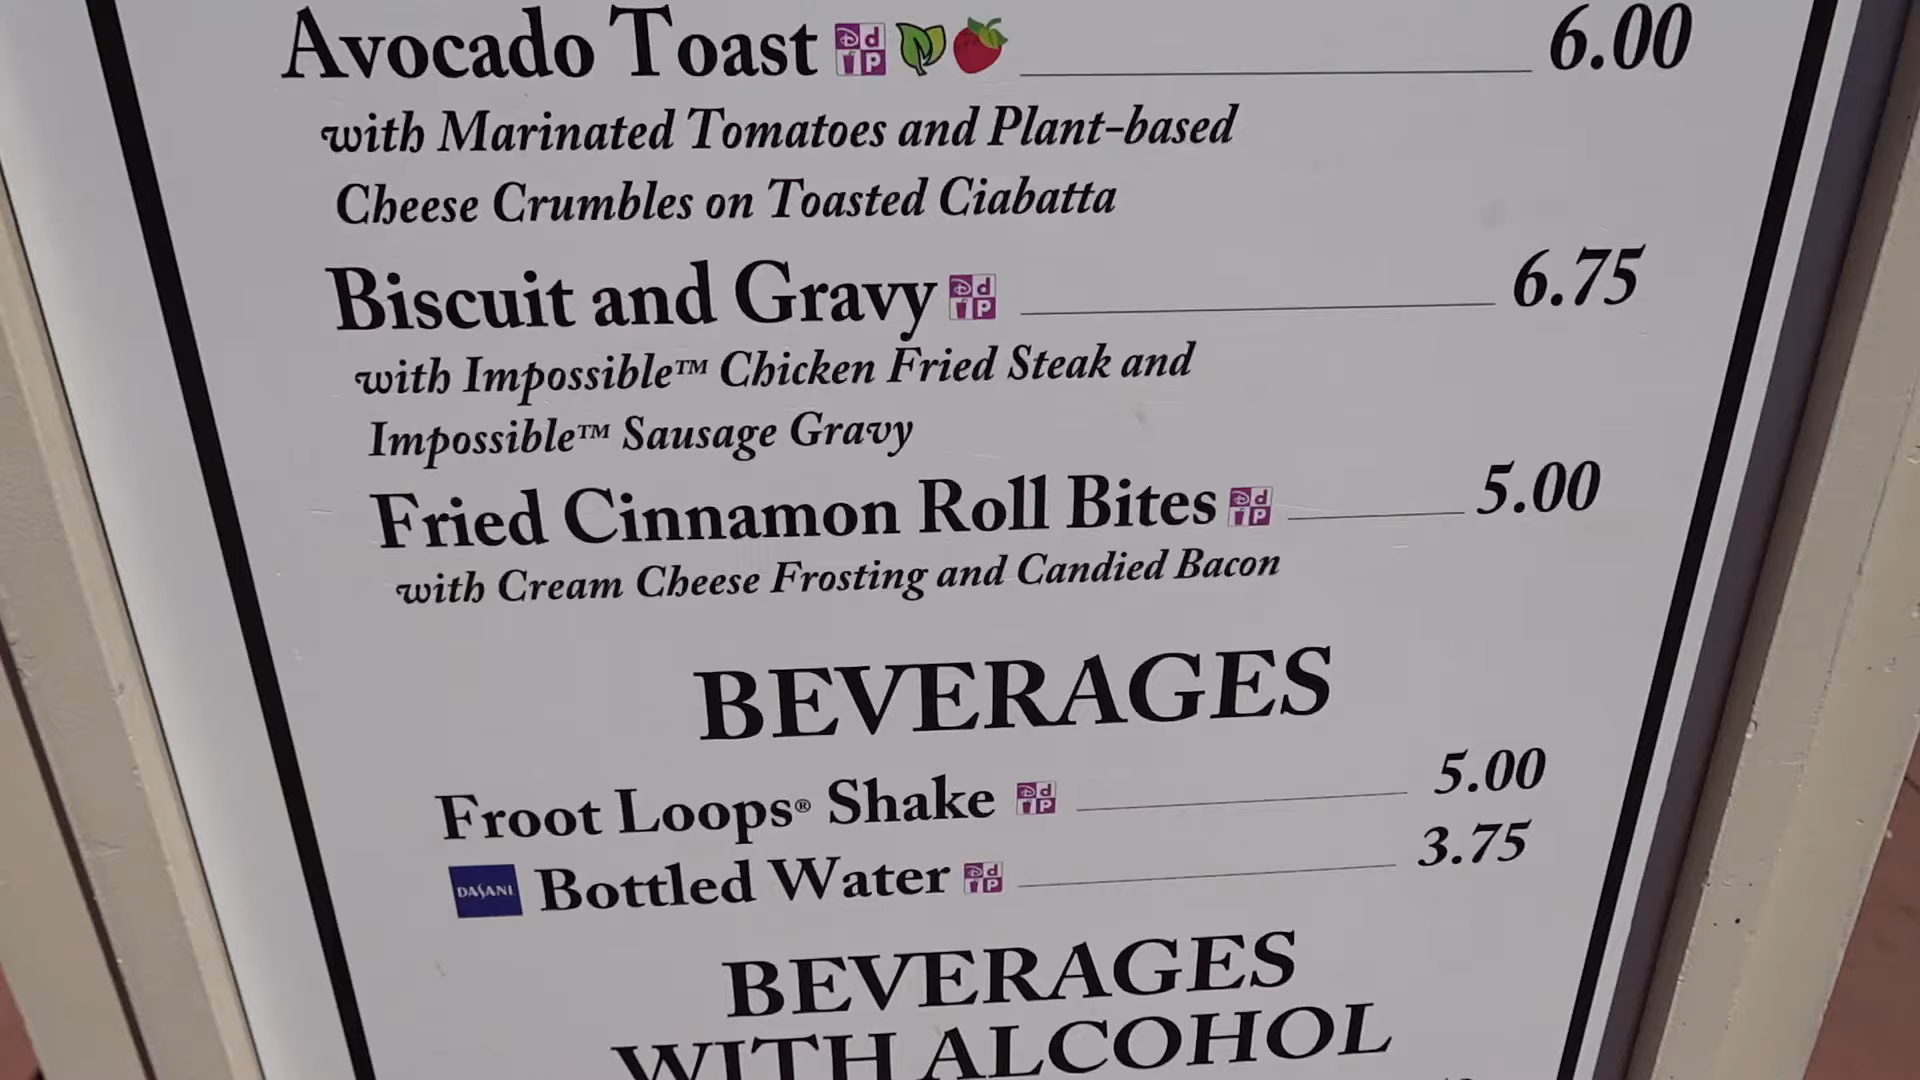 Avocado Toast 6.00
with Marinated Tomatoes and Plant-based
Cheese Crumbles on Toasted Ciabatta
Biscuit and Gravy 6.75
with Impossible™ Chicken Fried Steak and
Impossible™ Sausage Gravy
Fried Cinnamon Roll Bites 5.00
with Cream Cheese Frosting and Candied Bacon
BEVERAGES
Froot Loops® Shake 5.00
DASANI Bottled Water 3.75
BEVERAGES
WITH ALCOHOL